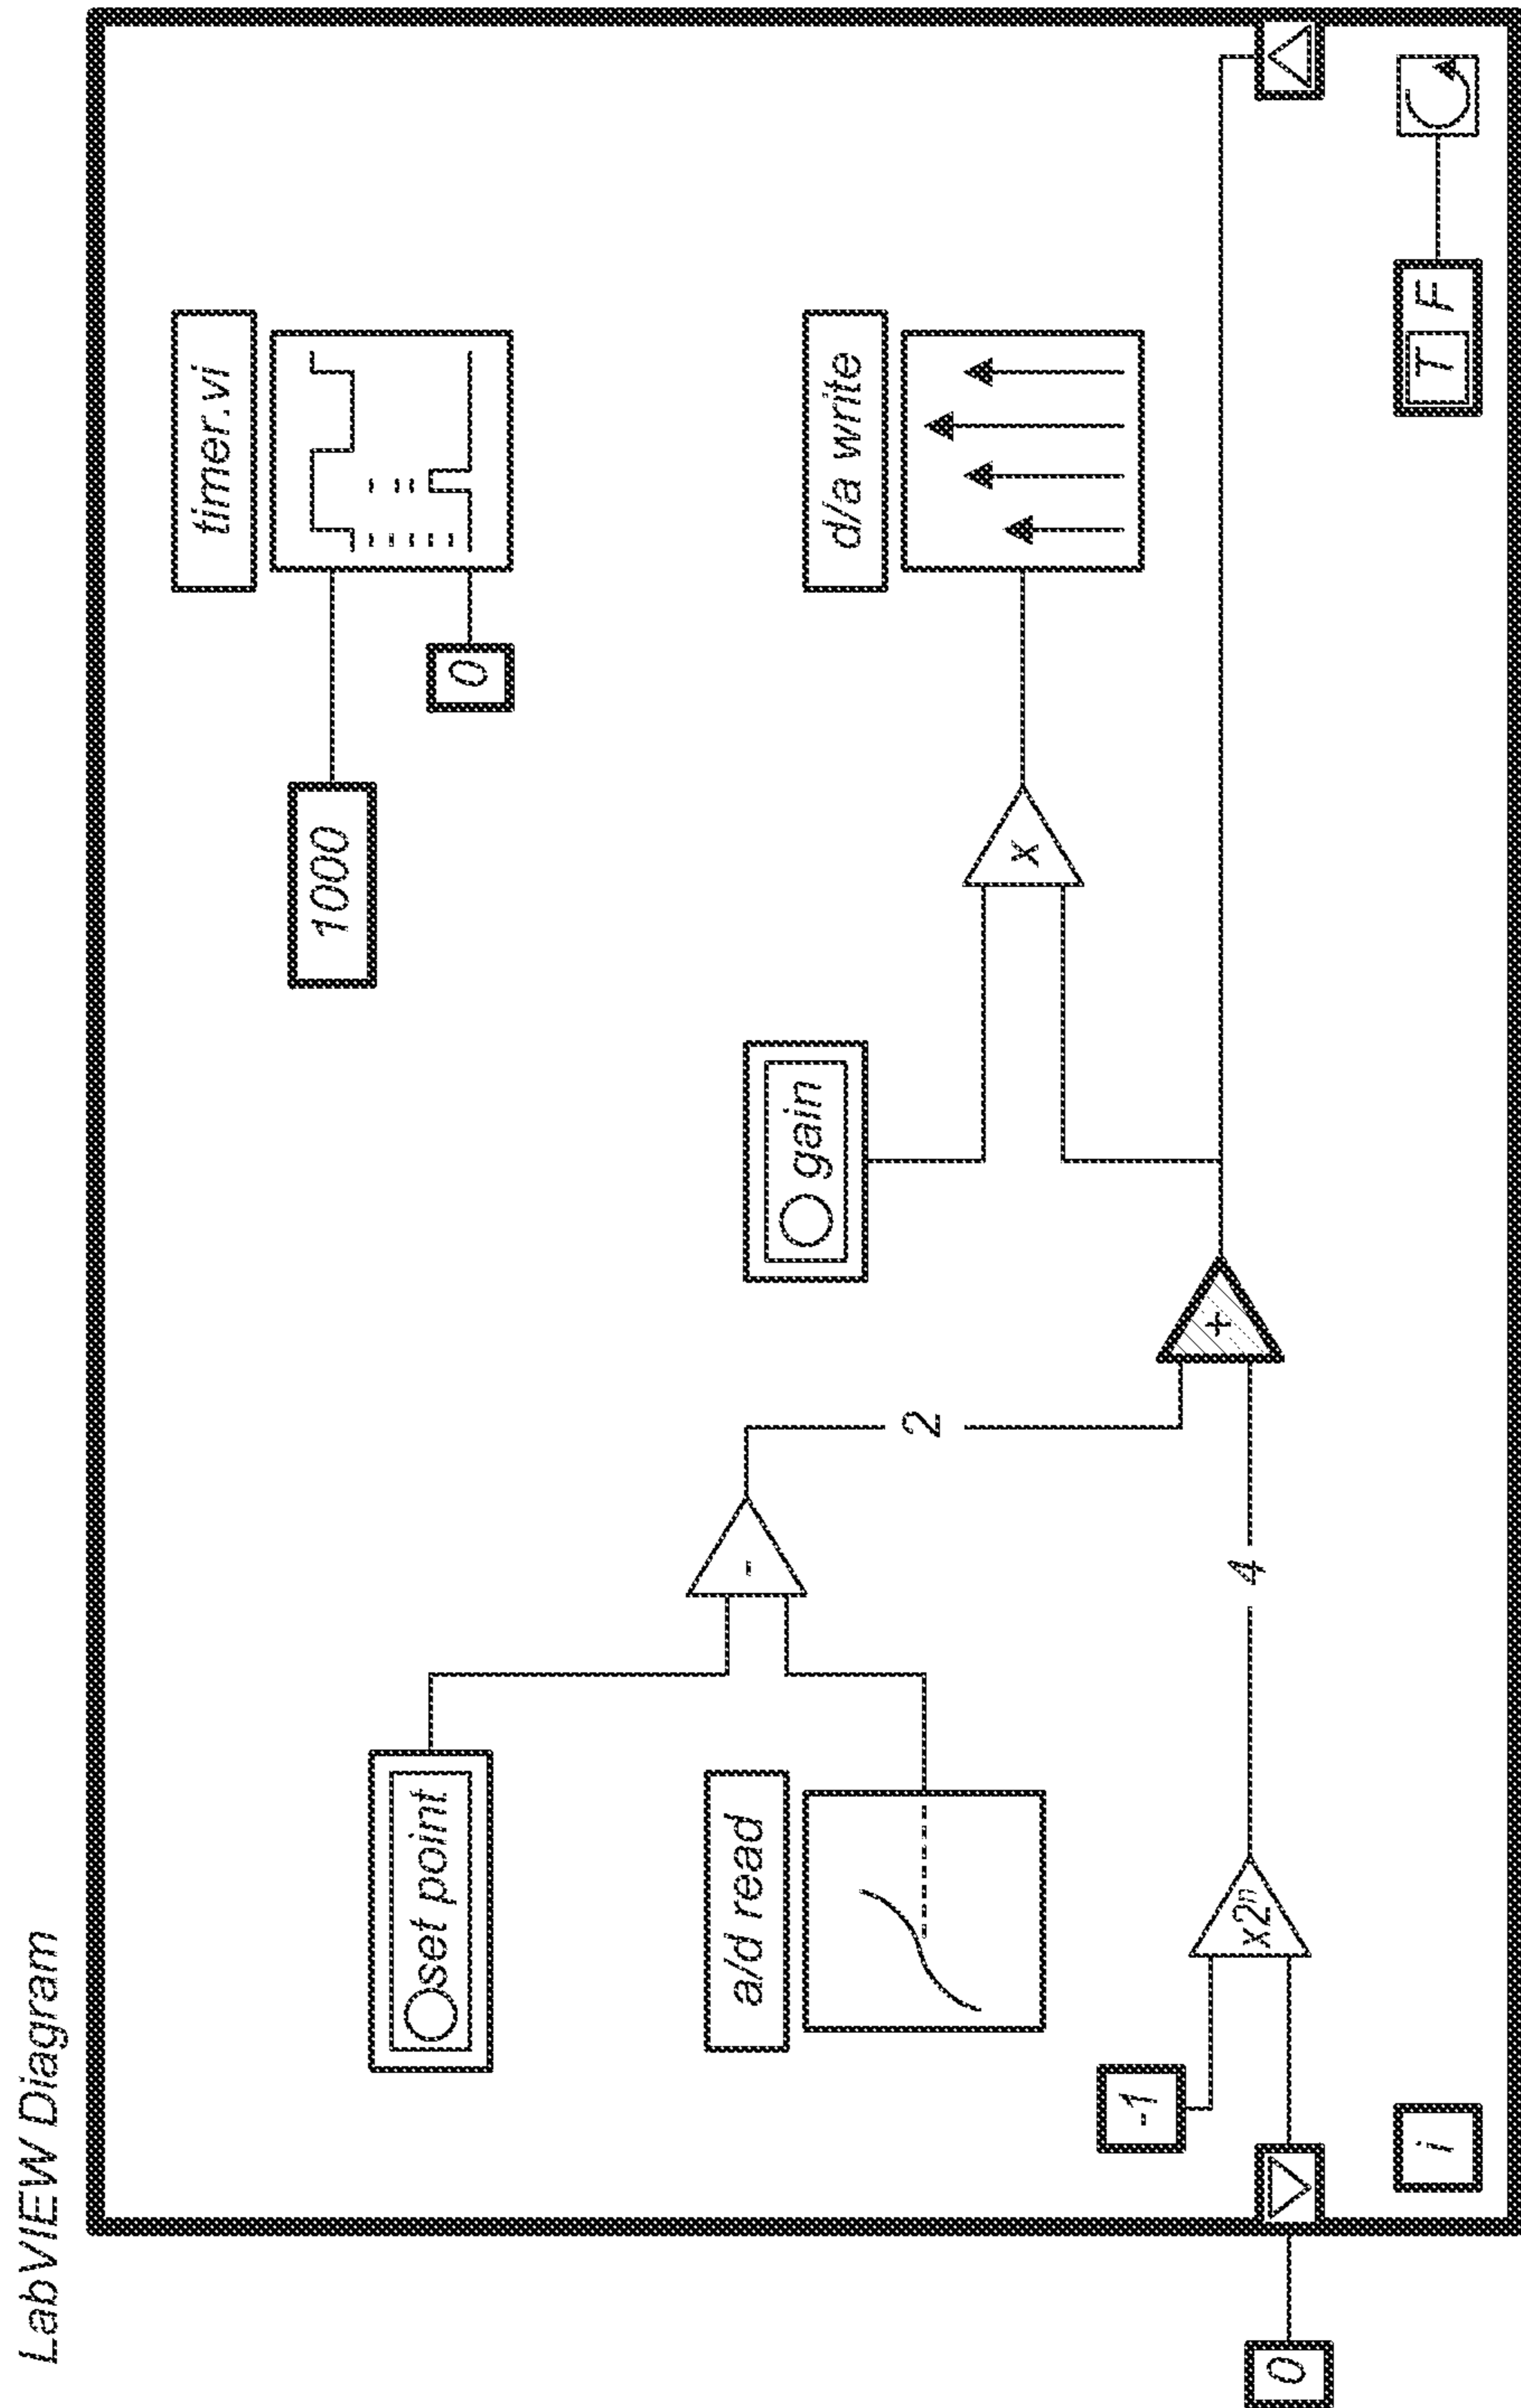 LabVIEW Diagram
timer.vi
1000
0
set point
gain
d/a write
-
2
x
a/d read
-1
x2ⁿ
4
+
0
i
T F